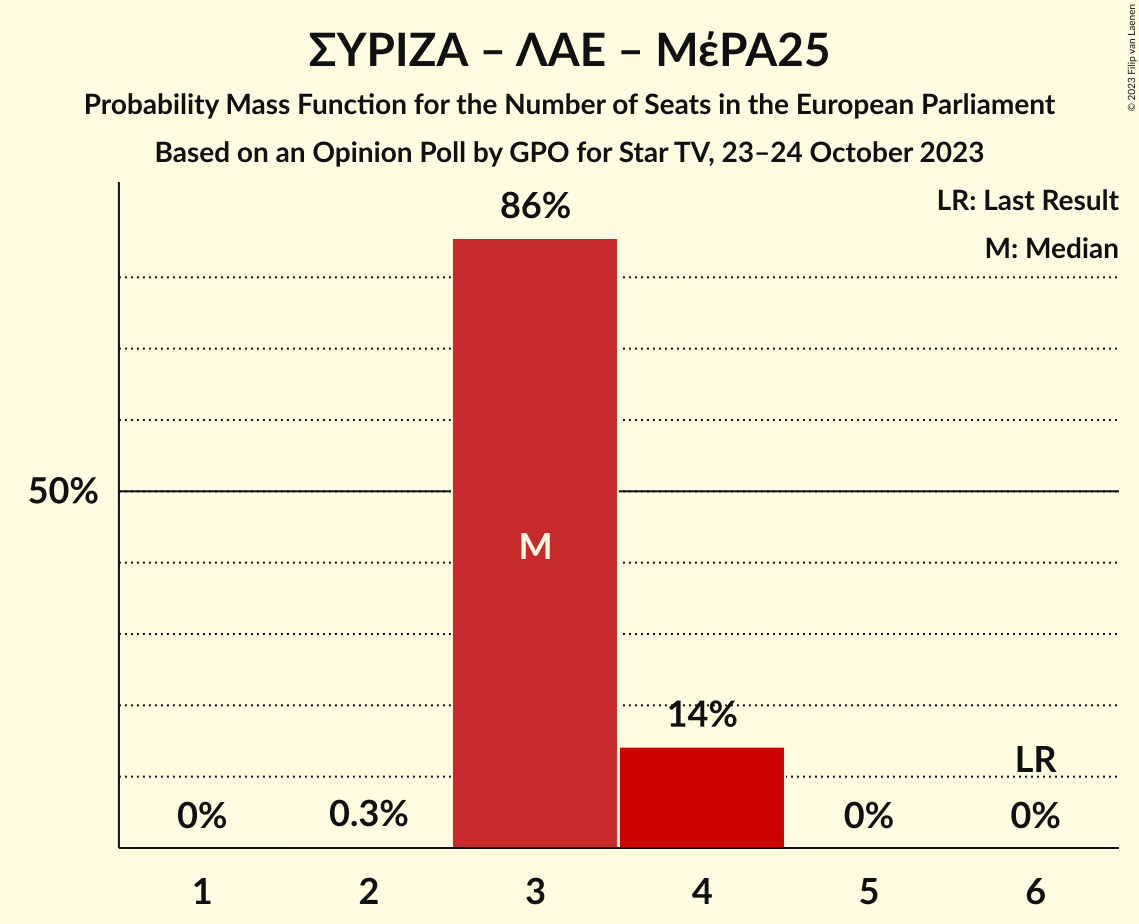 ΣΥΡΙΖΑ – ΛΑΕ – ΜέΡΑ25
Probability Mass Function for the Number of Seats in the European Parliament
Based on an Opinion Poll by GPO for Star TV, 23–24 October 2023
© 2023 Filip van Laenen
LR: Last Result
M: Median
86%
50%
M
14%
LR
0%
0.3%
0%
0%
1
2
3
4
5
6